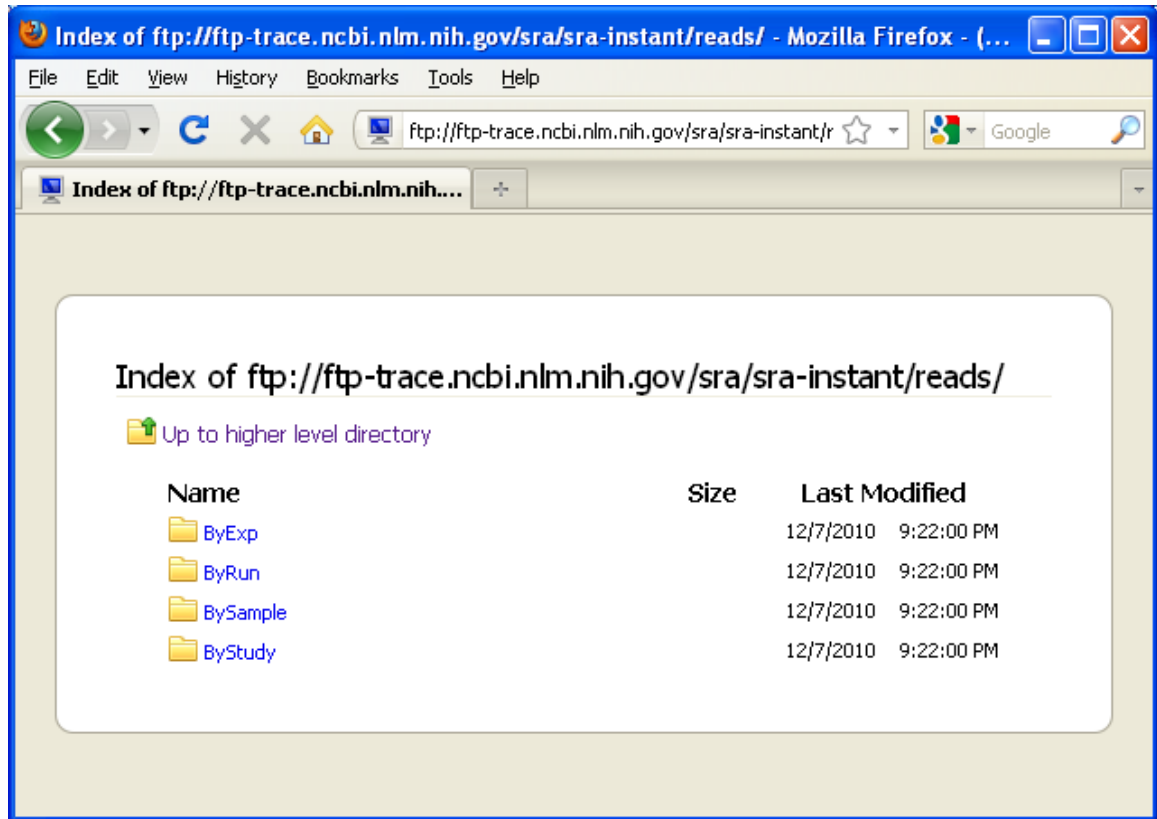 Index of ftp://ftp-trace.ncbi.nlm.nih.gov/sra/sra-instant/reads/ - Mozilla Firefox - (...
File Edit View History Bookmarks Tools Help
ftp://ftp-trace.ncbi.nlm.nih.gov/sra/sra-instant/r Google
Index of ftp://ftp-trace.ncbi.nlm.nih....
Index of ftp://ftp-trace.ncbi.nlm.nih.gov/sra/sra-instant/reads/
Up to higher level directory
Name Size Last Modified
ByExp 12/7/2010 9:22:00 PM
ByRun 12/7/2010 9:22:00 PM
BySample 12/7/2010 9:22:00 PM
ByStudy 12/7/2010 9:22:00 PM